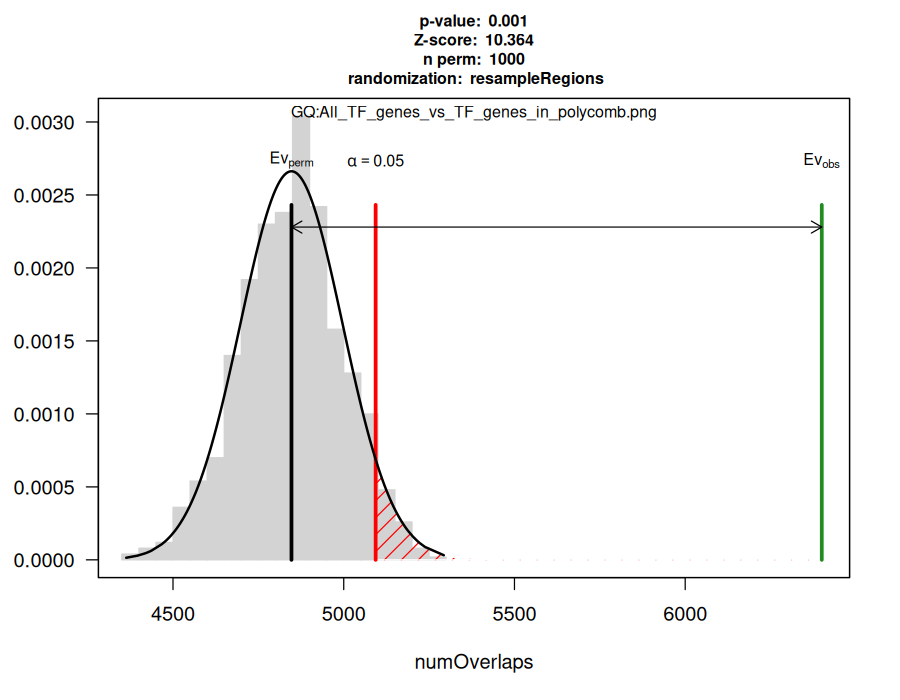 p-value: 0.001
Z-score: 10.364
n perm: 1000
randomization: resampleRegions
GO:All_TF_genes_vs_TF_genes_in_polycomb.png
Evperm
α = 0.05
Evobs
0.0030
0.0025
0.0020
0.0015
0.0010
0.0005
0.0000
4500 5000 5500 6000
numOverlaps